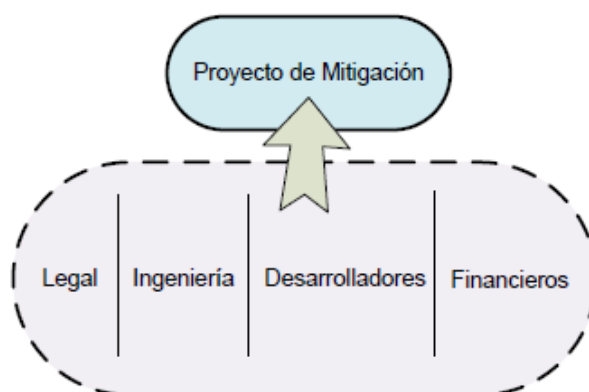 Proyecto de Mitigación
Legal
Ingeniería
Desarrolladores
Financieros